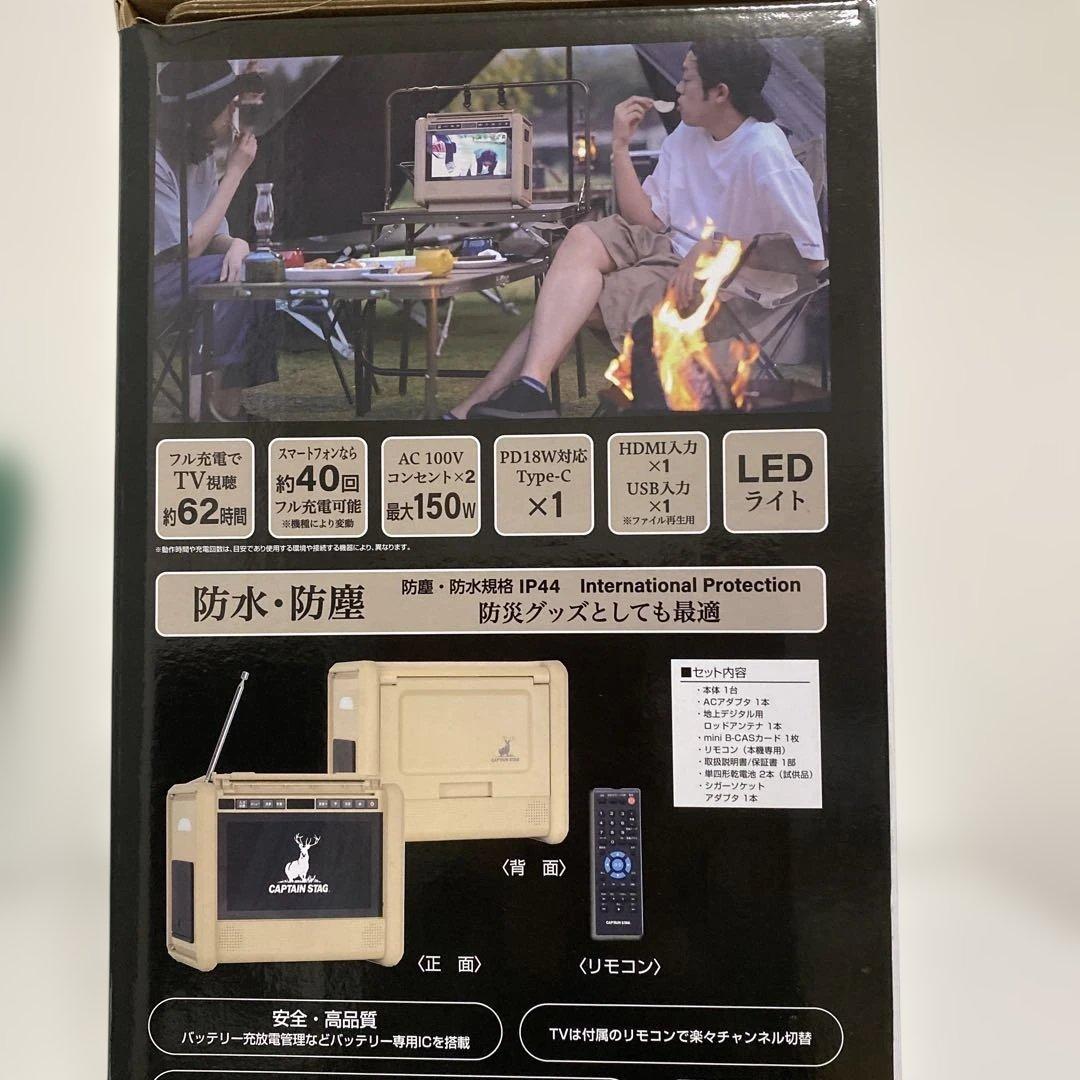 フル充電で
TV視聴
約62時間
スマートフォンなら
約40回
フル充電可能
※機種により変動
AC 100V
コンセント×2
最大150W
PD18W対応
Type-C
×1
HDMI入力
×1
USB入力
×1
※ファイル再生用
LED
ライト
※動作時間や充電回数は、目安であり使用する環境や接続する機器により、異なります。
防水・防塵
防塵・防水規格 IP44 International Protection
防災グッズとしても最適
■セット内容
・本体 1台
・ACアダプタ 1本
・地上デジタル用
ロッドアンテナ 1本
・mini B-CASカード 1枚
・リモコン（本機専用）
・取扱説明書/保証書 1部
・単四形乾電池 2本（試供品）
・シガーソケット
アダプタ 1本
CAPTAIN STAG
〈背 面〉
CAPTAIN STAG
〈正 面〉
CAPTAIN STAG
〈リモコン〉
安全・高品質
バッテリー充放電管理などバッテリー専用ICを搭載
TVは付属のリモコンで楽々チャンネル切替